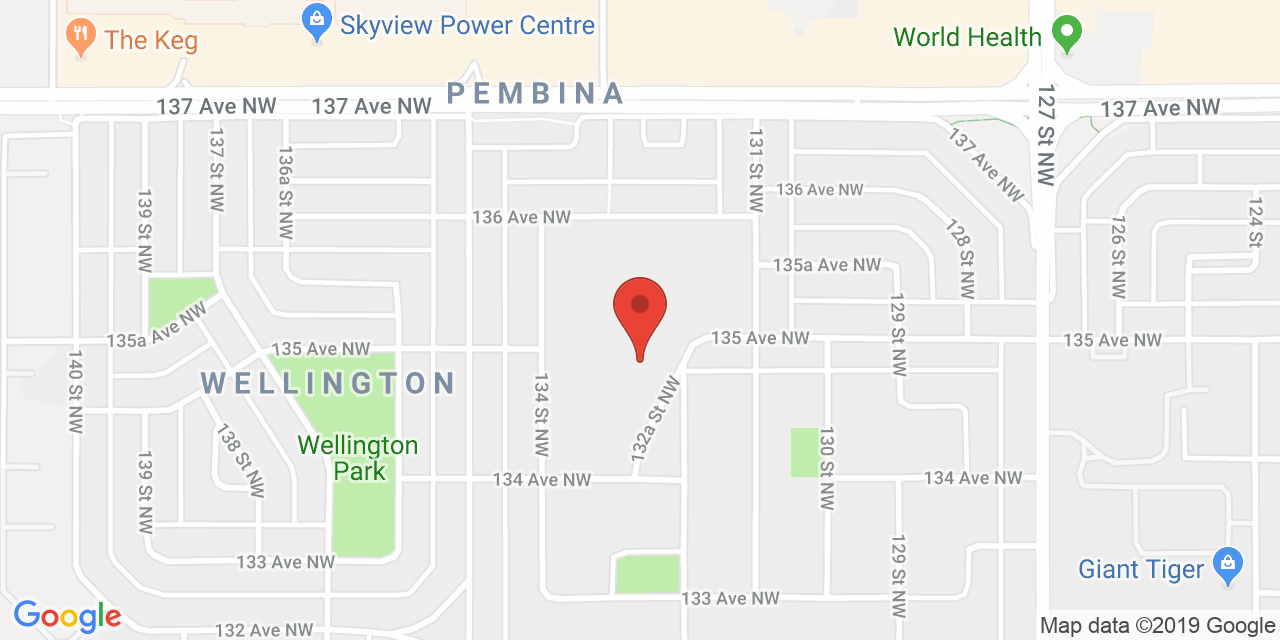 The Keg
Skyview Power Centre
World Health
PEMBINA
137 Ave NW
137 Ave NW
137 Ave NW
127 St NW
137 Ave NW
137 St NW
136a St NW
139 St NW
131 St NW
136 Ave NW
136 Ave NW
128 St NW
126 St NW
124 St
135a Ave NW
129 St NW
135a Ave NW
135 Ave NW
135 Ave NW
135 Ave NW
140 St NW
WELLINGTON
134 St NW
132a St NW
Wellington
Park
138 St NW
139 St NW
130 St NW
134 Ave NW
134 Ave NW
129 St NW
133 Ave NW
133 Ave NW
Giant Tiger
132 Ave NW
Google
Map data ©2019 Google